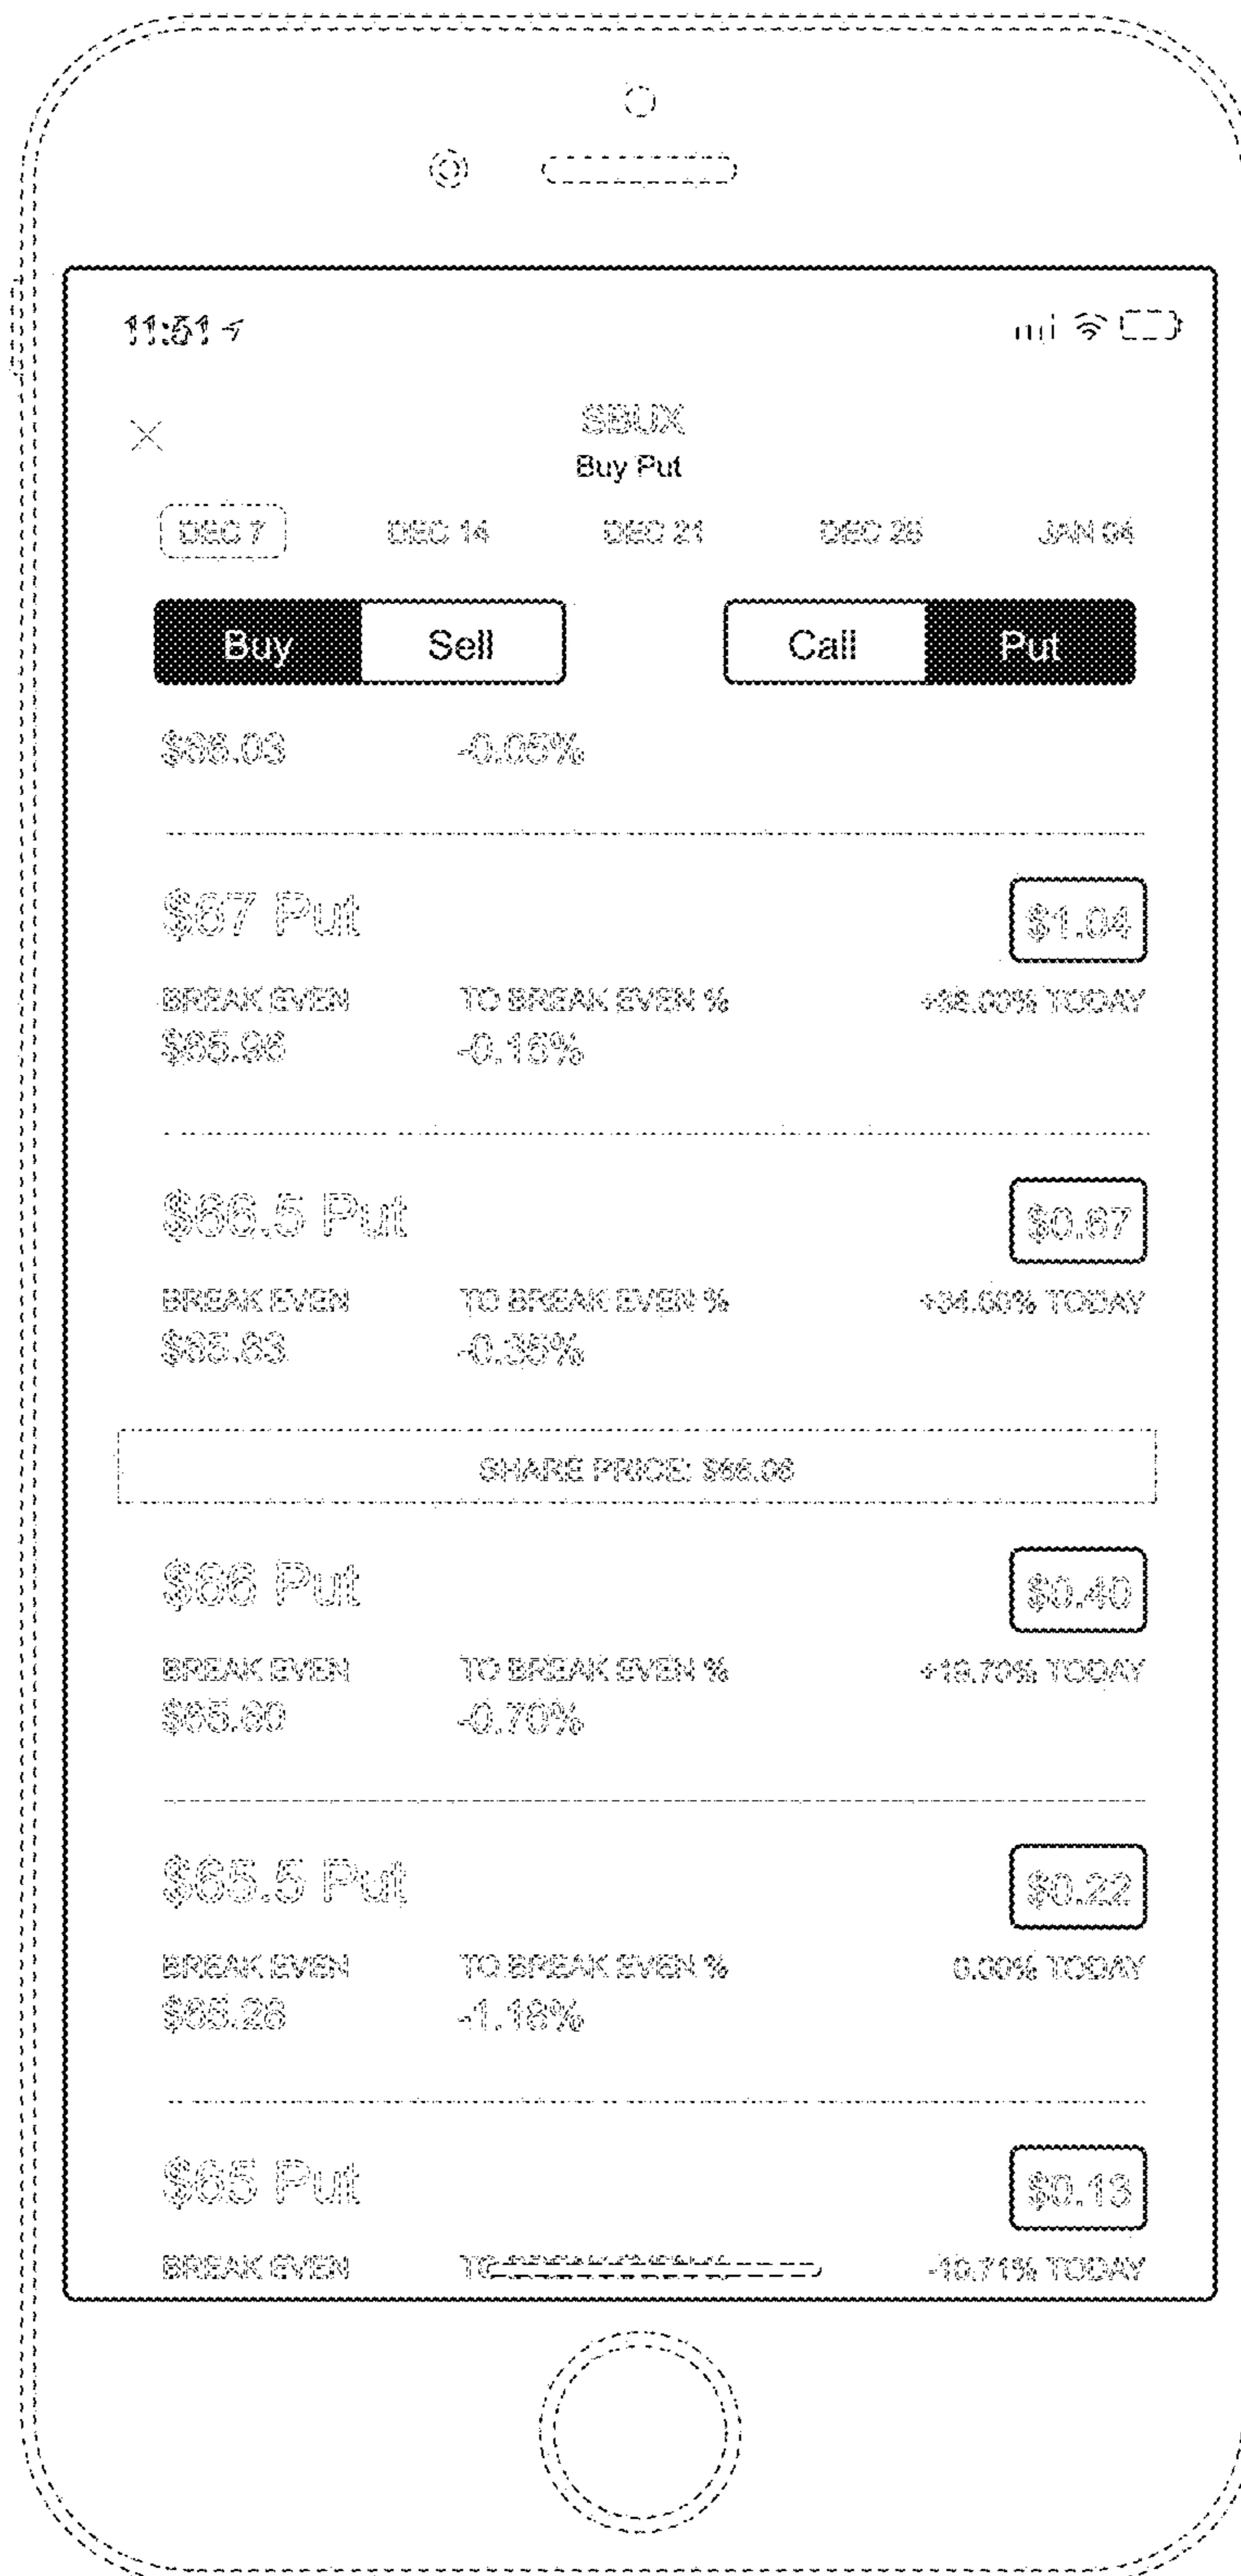 11:51
SBUX
Buy Put
DEC 7 DEC 14 DEC 21 DEC 28 JAN 04
Buy Sell Call Put
$66.03 -0.05%
$67 Put $1.04
BREAK EVEN TO BREAK EVEN % TODAY
$65.96 -0.16%
$66.5 Put $0.67
BREAK EVEN TO BREAK EVEN % +34.00% TODAY
$65.83 -0.35%
SHARE PRICE: $66.06
$66 Put $0.40
BREAK EVEN TO BREAK EVEN % TODAY
$65.60 -0.70%
$65.5 Put $0.22
BREAK EVEN TO BREAK EVEN % 0.00% TODAY
$65.28 -1.18%
$65 Put $0.13
BREAK EVEN TO BREAK EVEN % TODAY